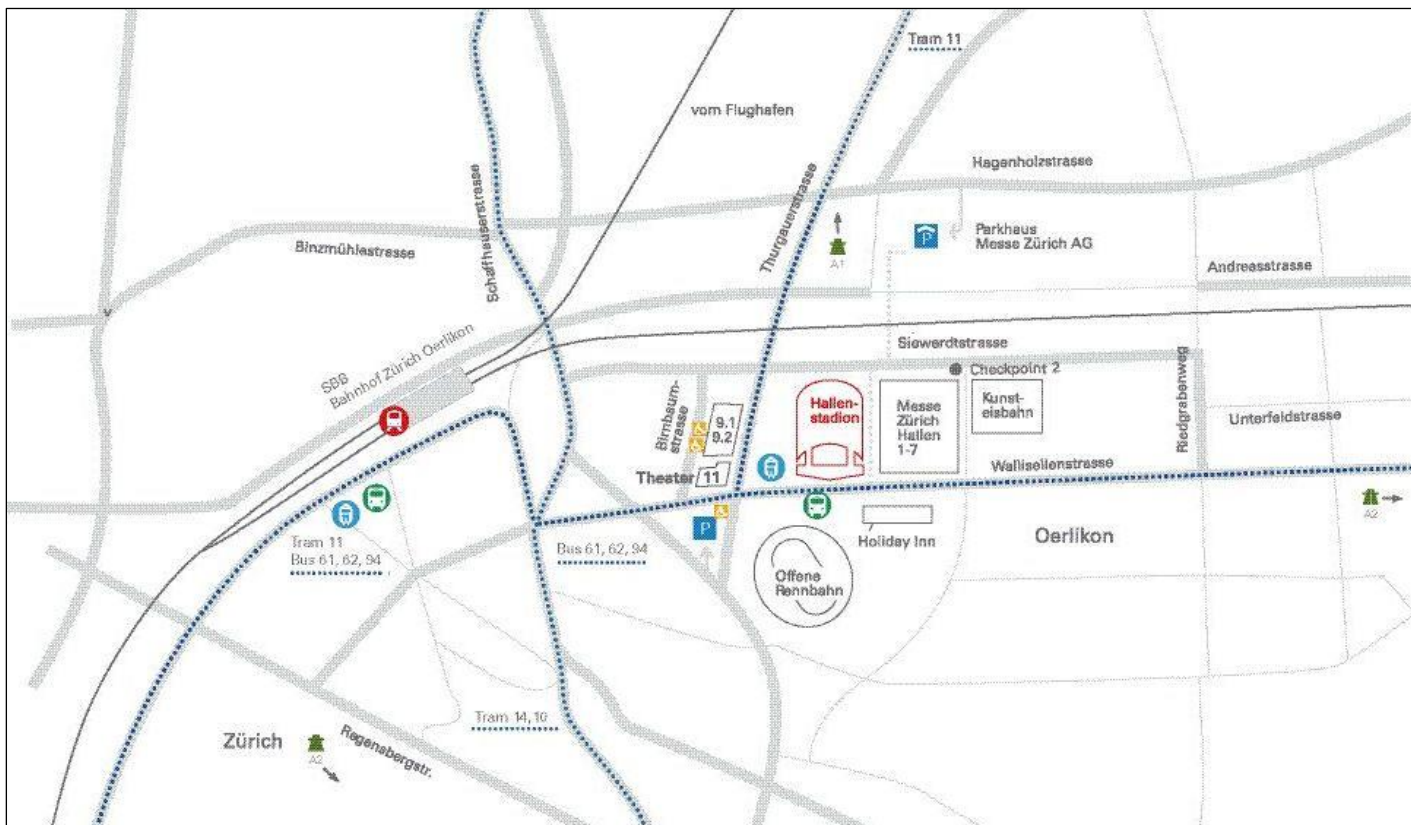 Tram 11
vom Flughafen
Hagenholzstrasse
Schaffhauserstrasse
Thurgauerstrasse
Binzmühlestrasse
P
Parkhaus
Messe Zürich AG
A1
Andreasstrasse
SBB
Bahnhof Zürich Oerlikon
Siewerdtstrasse
Checkpoint 2
Birnbaum-
strasse
9.1
9.2
Hallen-
stadion
Messe
Zürich
Hallen
1-7
Kunst-
eisbahn
Riedgrabenweg
Unterfeldstrasse
Theater
11
Wallisellenstrasse
A2
P
Holiday Inn
Oerlikon
Tram 11
Bus 61, 62, 94
Bus 61, 62, 94
Offene
Rennbahn
Tram 14, 10
Zürich
A2
Regensbergstr.